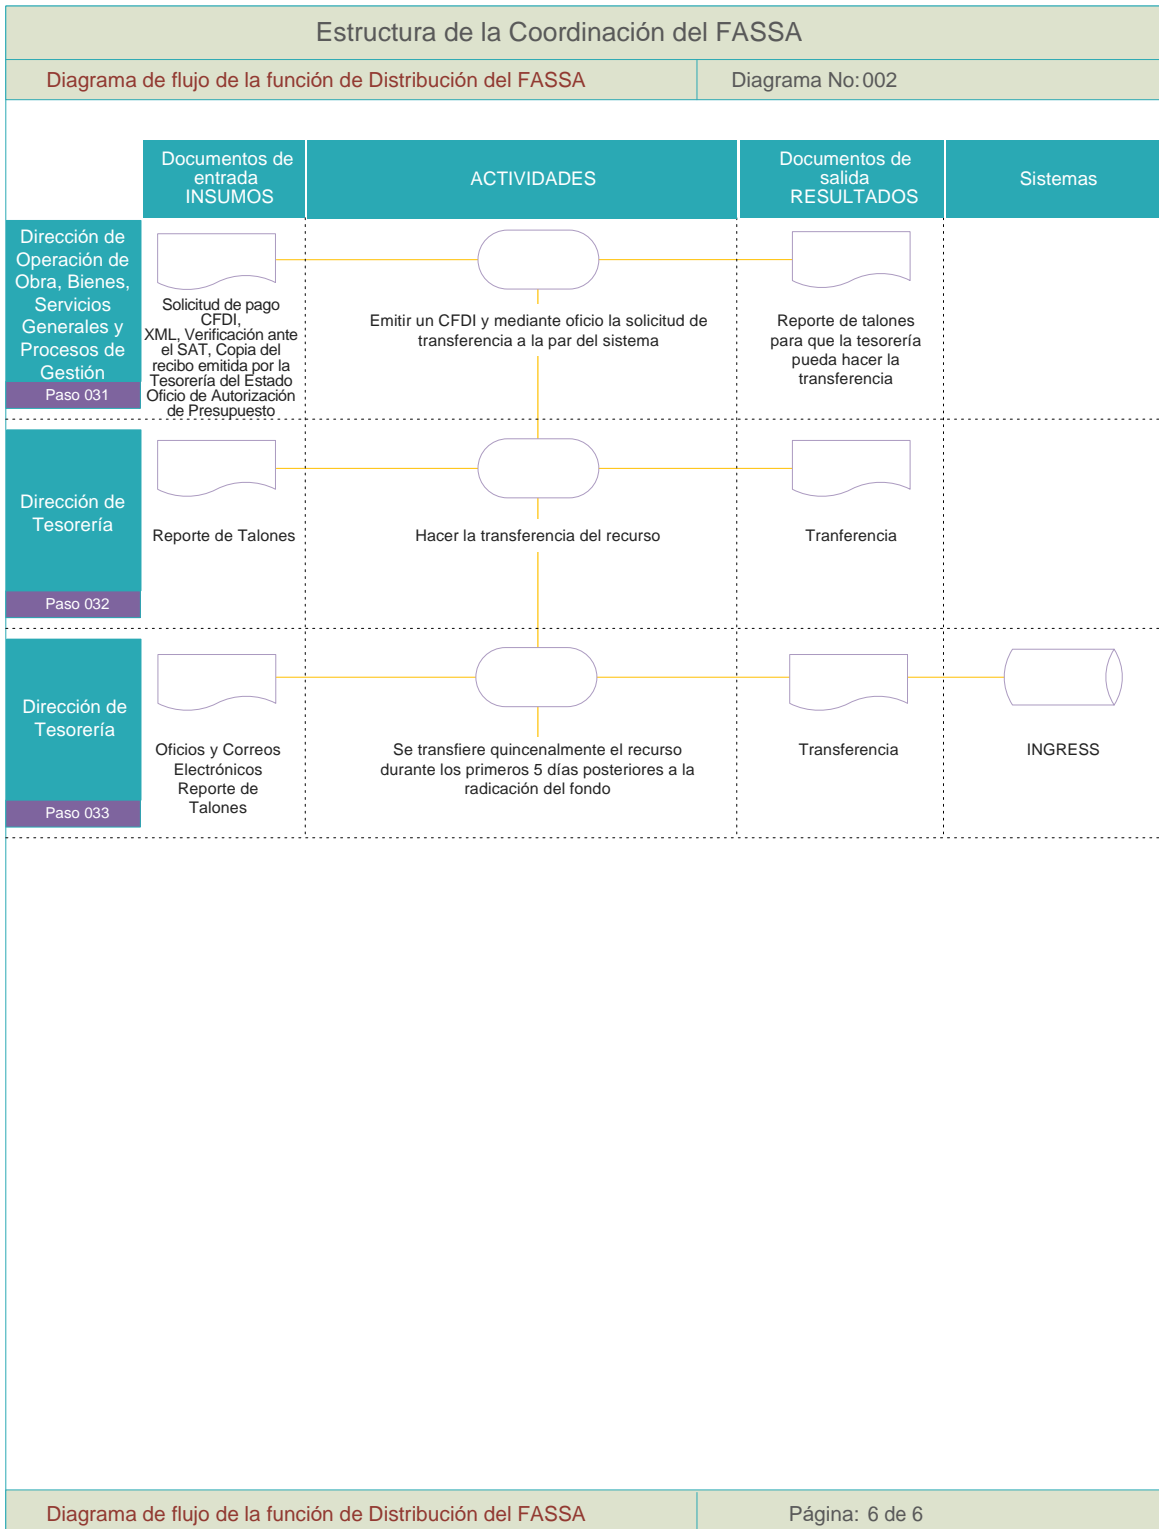 Estructura de la Coordinación del FASSA
Diagrama de flujo de la función de Distribución del FASSA
Diagrama No: 002
Documentos de
entrada
INSUMOS
ACTIVIDADES
Documentos de
salida
RESULTADOS
Sistemas
Dirección de
Operación de
Obra, Bienes,
Servicios
Generales y
Procesos de
Gestión
Paso 031
Solicitud de pago
CFDI,
XML, Verificación ante
el SAT, Copia del
recibo emitida por la
Tesorería del Estado
Oficio de Autorización
de Presupuesto
Emitir un CFDI y mediante oficio la solicitud de
transferencia a la par del sistema
Reporte de talones
para que la tesorería
pueda hacer la
transferencia
Dirección de
Tesorería
Paso 032
Reporte de Talones
Hacer la transferencia del recurso
Tranferencia
Dirección de
Tesorería
Paso 033
Oficios y Correos
Electrónicos
Reporte de
Talones
Se transfiere quincenalmente el recurso
durante los primeros 5 días posteriores a la
radicación del fondo
Transferencia
INGRESS
Diagrama de flujo de la función de Distribución del FASSA
Página: 6 de 6